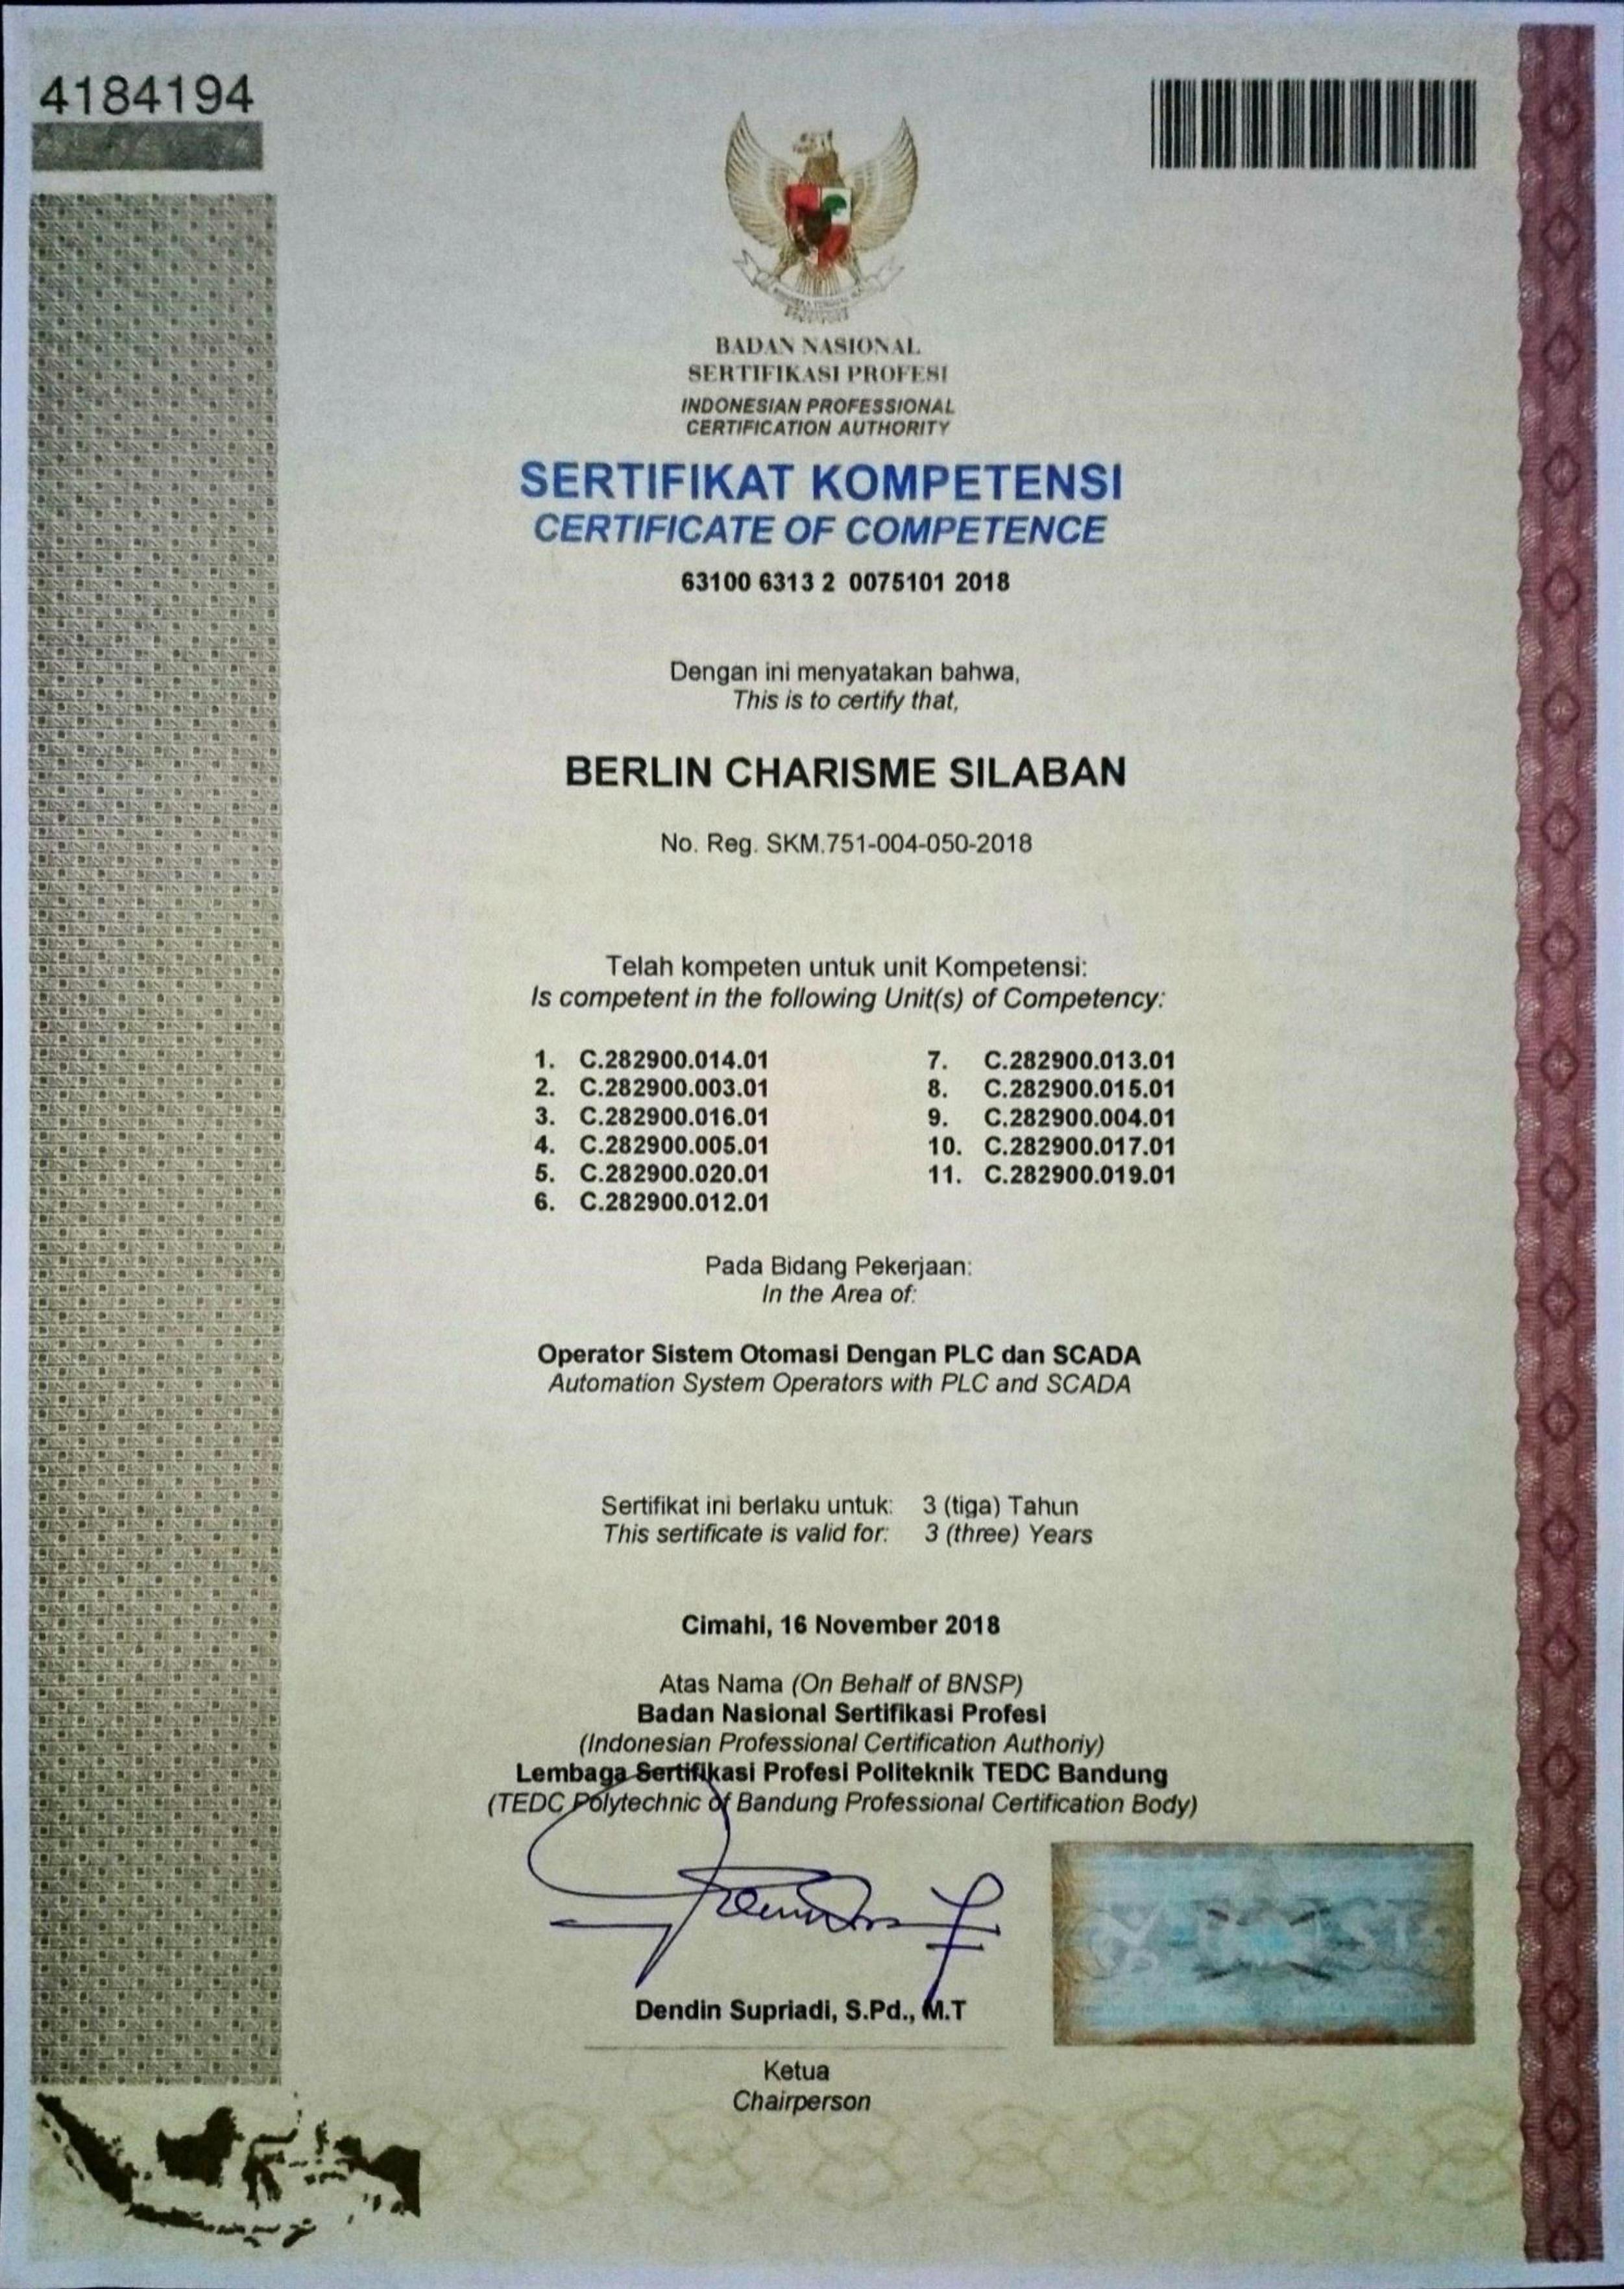 4184194
BADAN NASIONAL
SERTIFIKASI PROFESI
INDONESIAN PROFESSIONAL
CERTIFICATION AUTHORITY
SERTIFIKAT KOMPETENSI
CERTIFICATE OF COMPETENCE
63100 6313 2 0075101 2018
Dengan ini menyatakan bahwa,
This is to certify that,
BERLIN CHARISME SILABAN
No. Reg. SKM.751-004-050-2018
Telah kompeten untuk unit Kompetensi:
Is competent in the following Unit(s) of Competency:
1. C.282900.014.01
2. C.282900.003.01
3. C.282900.016.01
4. C.282900.005.01
5. C.282900.020.01
6. C.282900.012.01
7. C.282900.013.01
8. C.282900.015.01
9. C.282900.004.01
10. C.282900.017.01
11. C.282900.019.01
Pada Bidang Pekerjaan:
In the Area of:
Operator Sistem Otomasi Dengan PLC dan SCADA
Automation System Operators with PLC and SCADA
Sertifikat ini berlaku untuk: 3 (tiga) Tahun
This sertificate is valid for: 3 (three) Years
Cimahi, 16 November 2018
Atas Nama (On Behalf of BNSP)
Badan Nasional Sertifikasi Profesi
(Indonesian Professional Certification Authoriy)
Lembaga Sertifikasi Profesi Politeknik TEDC Bandung
(TEDC Polytechnic of Bandung Professional Certification Body)
Dendin Supriadi, S.Pd., M.T
Ketua
Chairperson